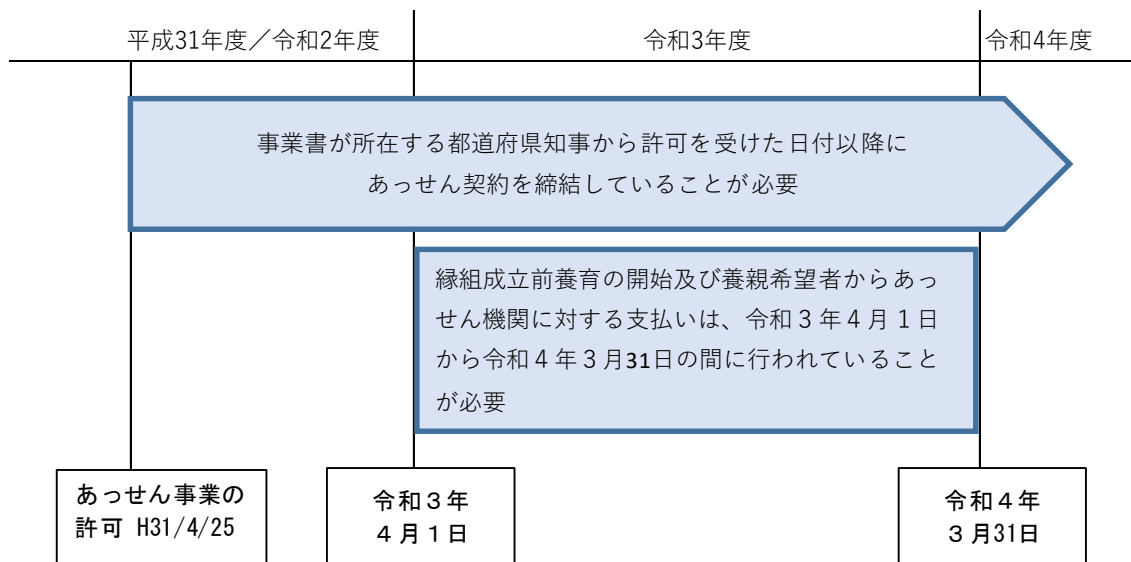 平成31年度／令和2年度
令和3年度
令和4年度
事業書が所在する都道府県知事から許可を受けた日付以降に
あっせん契約を締結していることが必要
縁組成立前養育の開始及び養親希望者からあっ
せん機関に対する支払いは、令和３年４月１日
から令和４年３月31日の間に行われていること
が必要
あっせん事業の
許可 H31/4/25
令和３年
４月１日
令和４年
３月31日